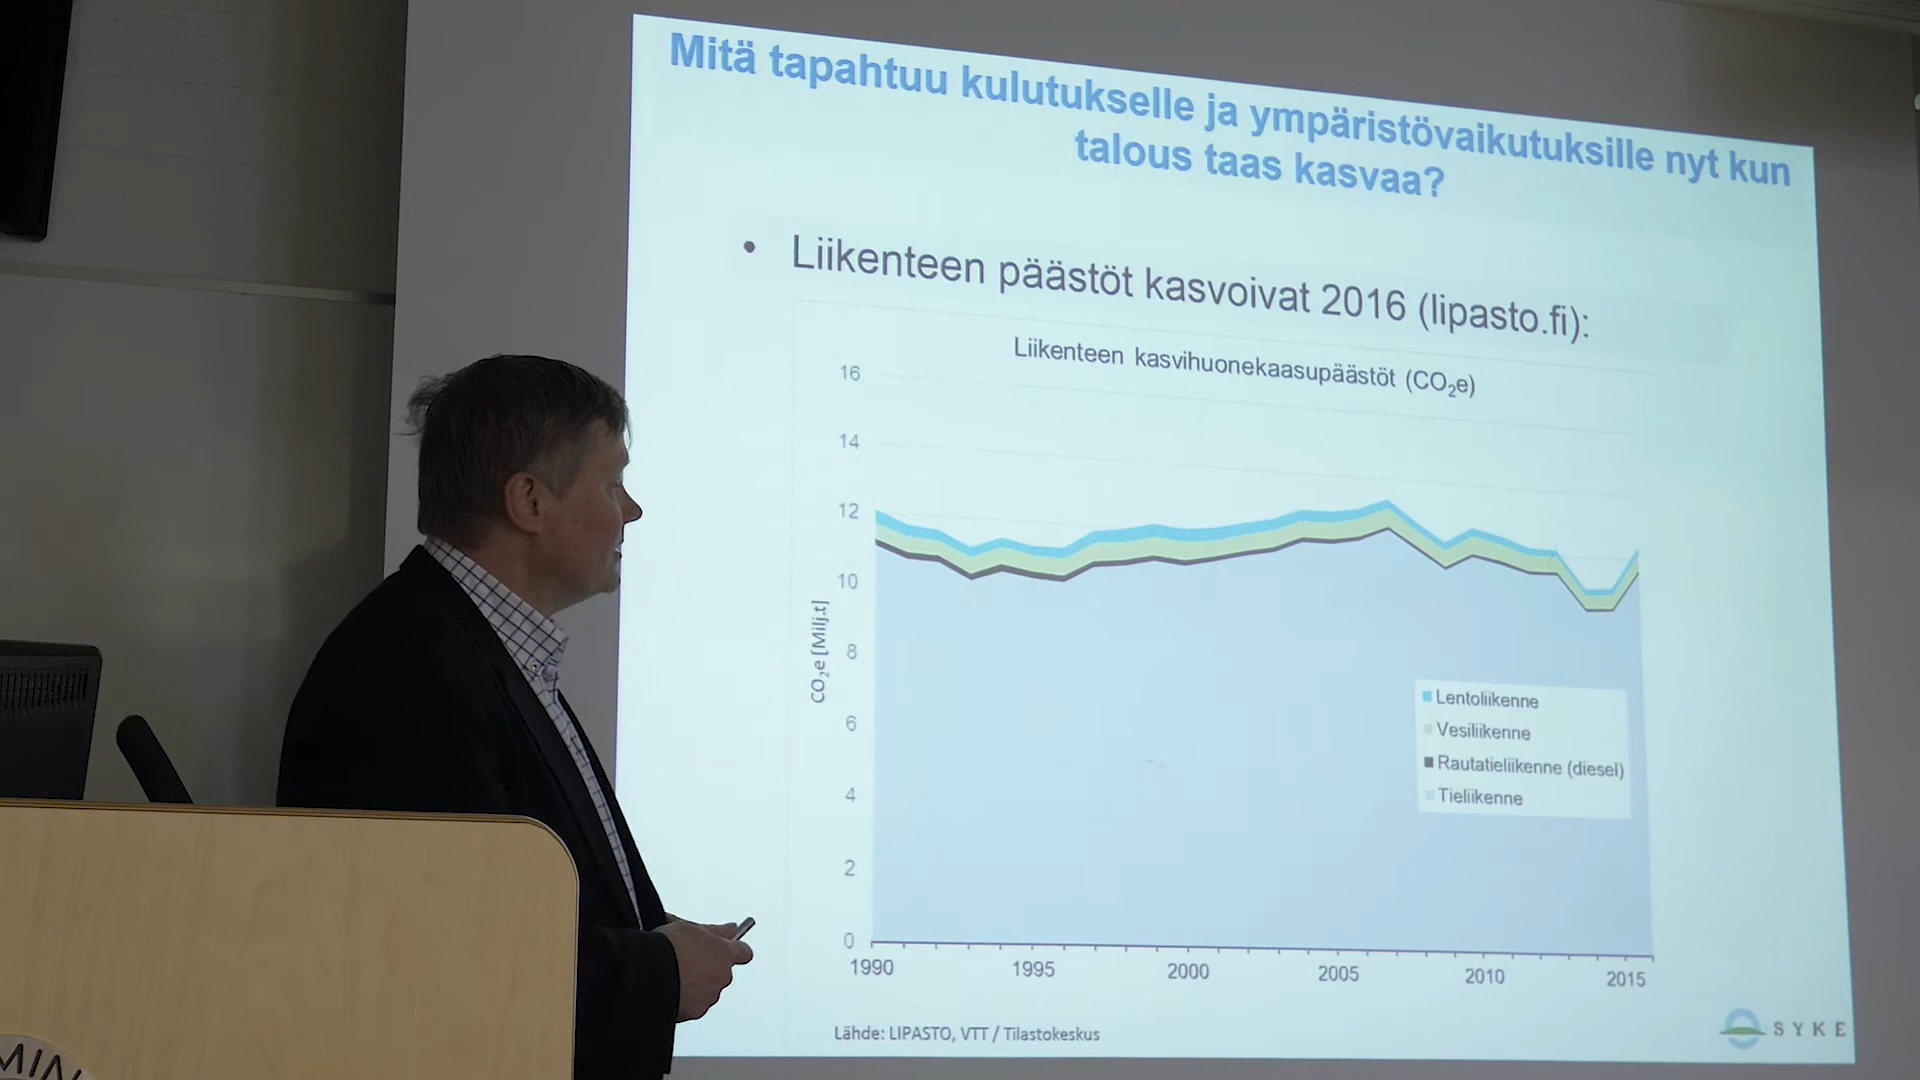 Mitä tapahtuu kulutukselle ja ympäristövaikutuksille nyt kun
talous taas kasvaa?
• Liikenteen päästöt kasvoivat 2016 (lipasto.fi):
Liikenteen kasvihuonekaasupäästöt (CO₂e)
16
14
12
10
8
6
4
2
0
CO₂e [Milj.t]
1990 1995 2000 2005 2010 2015
Lentoliikenne
Vesiliikenne
Rautatieliikenne (diesel)
Tieliikenne
Lähde: LIPASTO, VTT / Tilastokeskus
SYKE